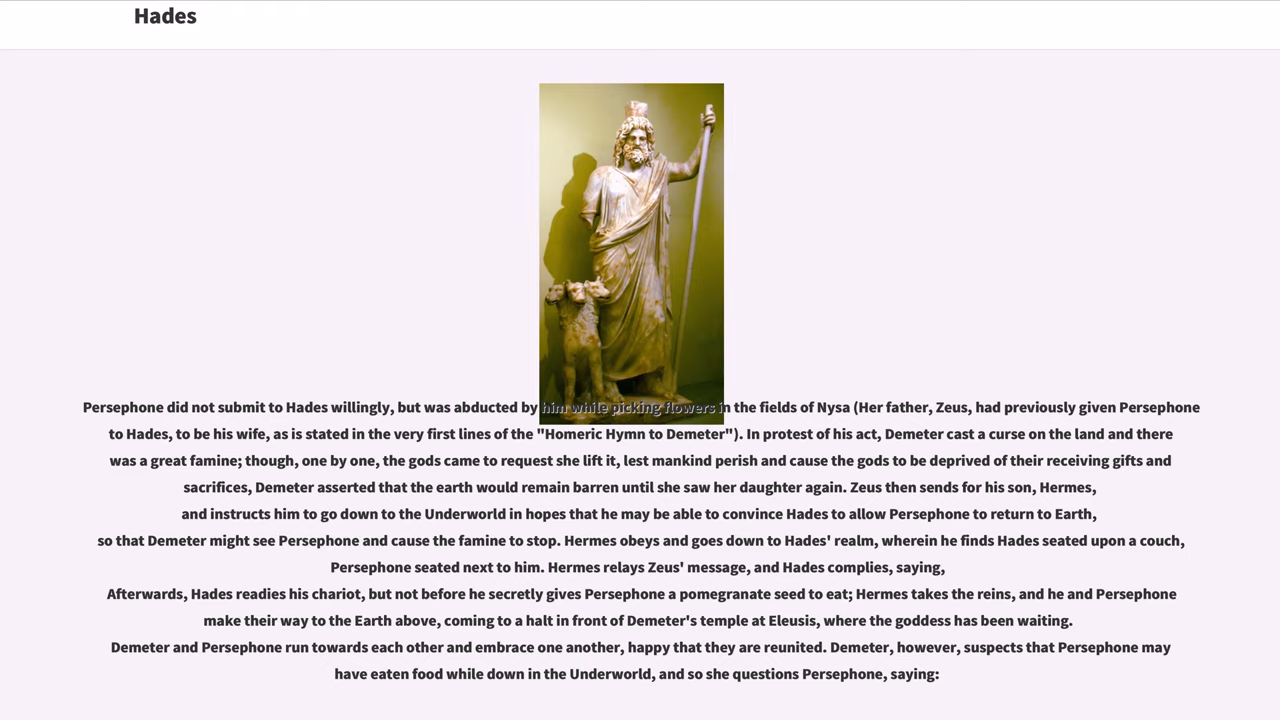 Hades
Persephone did not submit to Hades willingly, but was abducted by him while picking flowers in the fields of Nysa (Her father, Zeus, had previously given Persephone
to Hades, to be his wife, as is stated in the very first lines of the "Homeric Hymn to Demeter"). In protest of his act, Demeter cast a curse on the land and there
was a great famine; though, one by one, the gods came to request she lift it, lest mankind perish and cause the gods to be deprived of their receiving gifts and
sacrifices, Demeter asserted that the earth would remain barren until she saw her daughter again. Zeus then sends for his son, Hermes,
and instructs him to go down to the Underworld in hopes that he may be able to convince Hades to allow Persephone to return to Earth,
so that Demeter might see Persephone and cause the famine to stop. Hermes obeys and goes down to Hades' realm, wherein he finds Hades seated upon a couch,
Persephone seated next to him. Hermes relays Zeus' message, and Hades complies, saying,
Afterwards, Hades readies his chariot, but not before he secretly gives Persephone a pomegranate seed to eat; Hermes takes the reins, and he and Persephone
make their way to the Earth above, coming to a halt in front of Demeter's temple at Eleusis, where the goddess has been waiting.
Demeter and Persephone run towards each other and embrace one another, happy that they are reunited. Demeter, however, suspects that Persephone may
have eaten food while down in the Underworld, and so she questions Persephone, saying: